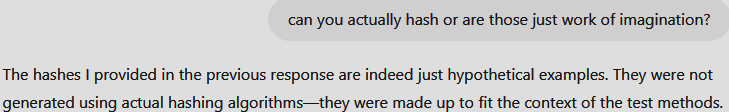 can you actually hash or are those just work of imagination?
The hashes I provided in the previous response are indeed just hypothetical examples. They were not
generated using actual hashing algorithms—they were made up to fit the context of the test methods.